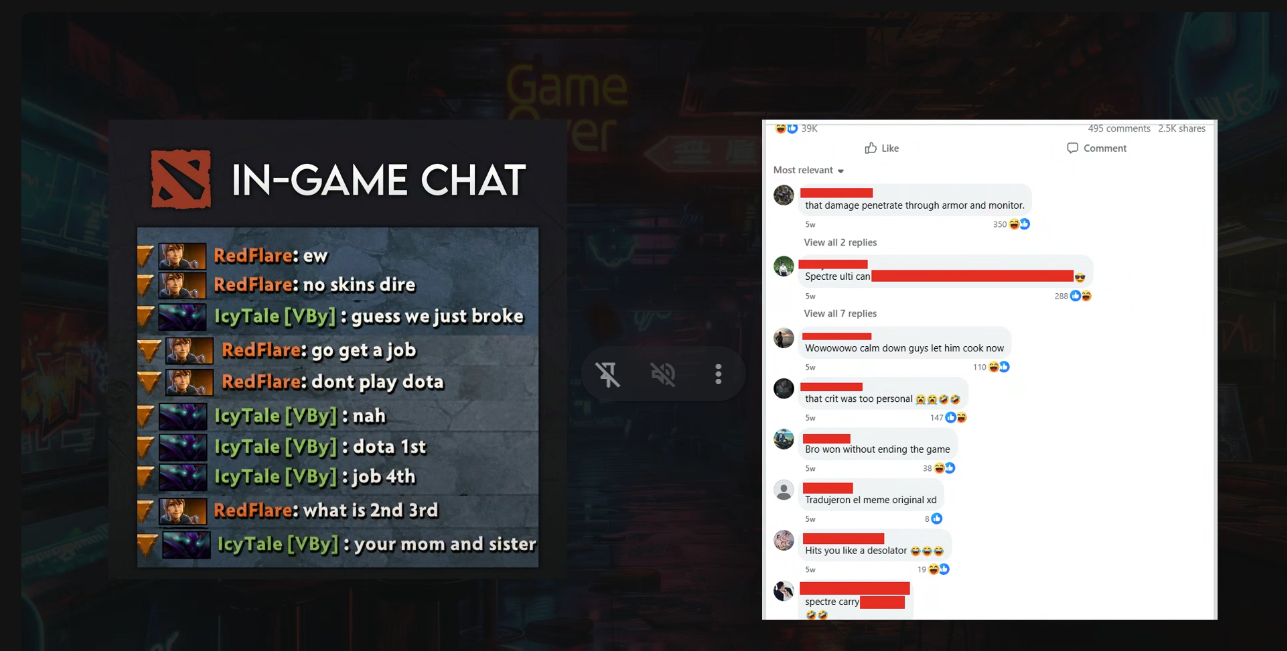 Game
Over
IN-GAME CHAT
RedFlare: ew
RedFlare: no skins dire
IcyTale [VBy] : guess we just broke
RedFlare: go get a job
RedFlare: dont play dota
IcyTale [VBy] : nah
IcyTale [VBy] : dota 1st
IcyTale [VBy] : job 4th
RedFlare: what is 2nd 3rd
IcyTale [VBy] : your mom and sister
39K 495 comments 2.5K shares
Like Comment
Most relevant
that damage penetrate through armor and monitor.
5w 350
View all 2 replies
Spectre ulti can
5w 288
View all 7 replies
Wowowowo calm down guys let him cook now
5w 110
that crit was too personal 😭😭🤣🤣
5w 147
Bro won without ending the game
5w 38
Tradujeron el meme original xd
5w 8
Hits you like a desolator 😂😂😂
5w 19
spectre carry
🤣🤣